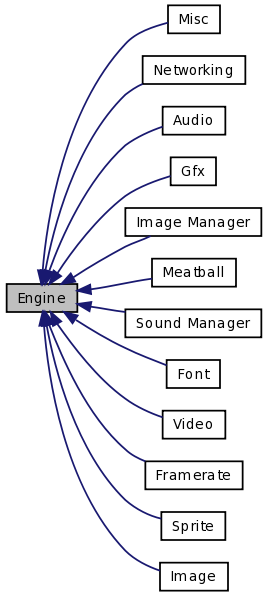 Misc
Networking
Audio
Gfx
Image Manager
Meatball
Engine
Sound Manager
Font
Video
Framerate
Sprite
Image